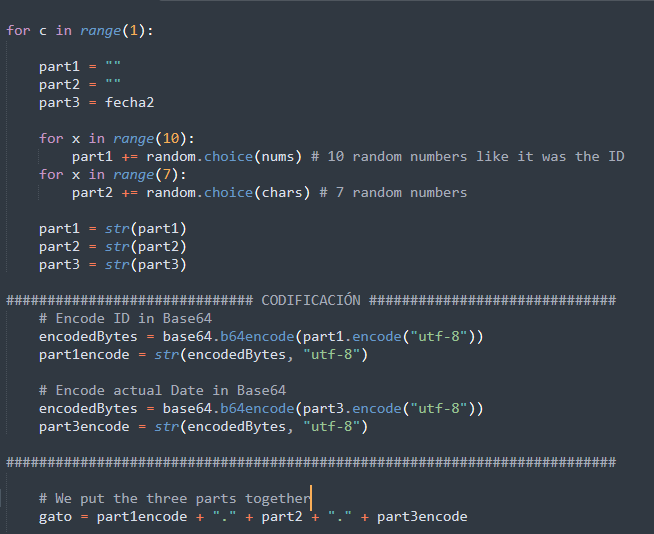 for c in range(1):
part1 = ""
part2 = ""
part3 = fecha2
for x in range(10):
part1 += random.choice(nums) # 10 random numbers like it was the ID
for x in range(7):
part2 += random.choice(chars) # 7 random numbers
part1 = str(part1)
part2 = str(part2)
part3 = str(part3)
############################## CODIFICACIÓN ##############################
# Encode ID in Base64
encodedBytes = base64.b64encode(part1.encode("utf-8"))
part1encode = str(encodedBytes, "utf-8")
# Encode actual Date in Base64
encodedBytes = base64.b64encode(part3.encode("utf-8"))
part3encode = str(encodedBytes, "utf-8")
##########################################################################
# We put the three parts together
gato = part1encode + "." + part2 + "." + part3encode